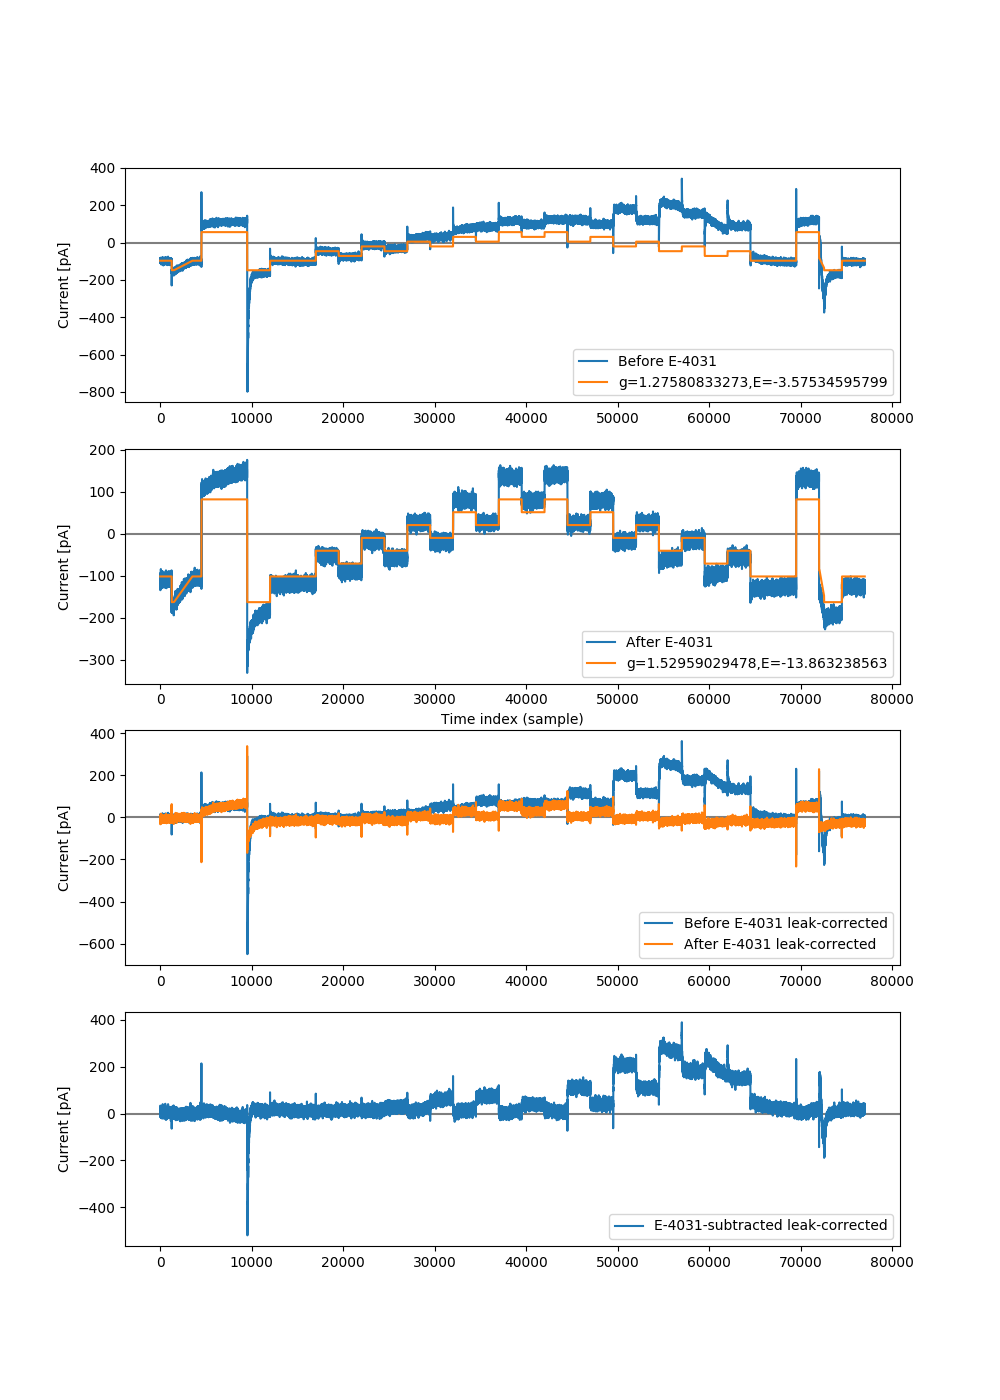 400
200
0
−200
−400
−600
−800
Current [pA]
Before E-4031
g=1.27580833273,E=-3.57534595799
0 10000 20000 30000 40000 50000 60000 70000 80000
200
100
0
−100
−200
−300
Current [pA]
After E-4031
g=1.52959029478,E=-13.863238563
0 10000 20000 30000 40000 50000 60000 70000 80000
Time index (sample)
400
200
0
−200
−400
−600
Current [pA]
Before E-4031 leak-corrected
After E-4031 leak-corrected
0 10000 20000 30000 40000 50000 60000 70000 80000
400
200
0
−200
−400
Current [pA]
E-4031-subtracted leak-corrected
0 10000 20000 30000 40000 50000 60000 70000 80000